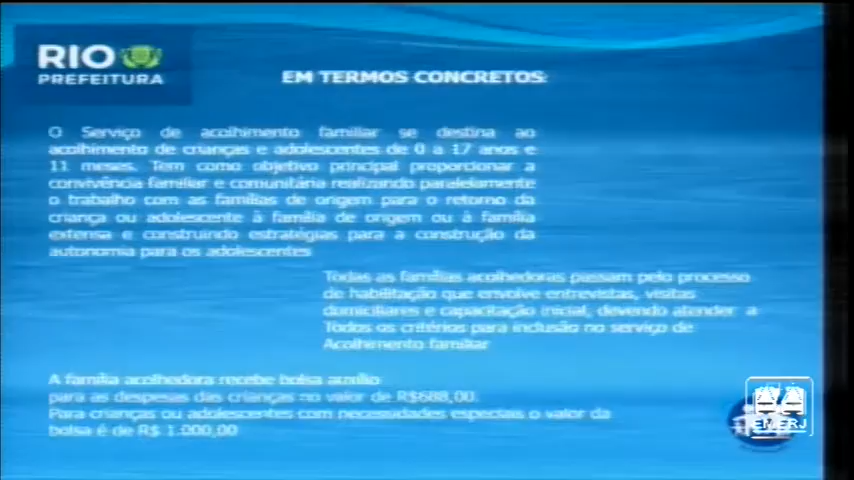 RIO
PREFEITURA
EM TERMOS CONCRETOS:
O Serviço de acolhimento familiar se destina ao
acolhimento de crianças e adolescentes de 0 a 17 anos e
11 meses. Tem como objetivo principal proporcionar a
convivência familiar e comunitária realizando paralelamente
o trabalho com as famílias de origem para o retorno da
criança ou adolescente à família de origem ou à família
extensa e construindo estratégias para a construção da
autonomia para os adolescentes
Todas as famílias acolhedoras passam pelo processo
de habilitação que envolve entrevistas, visitas
domiciliares e capacitação inicial, devendo atender a
Todos os critérios para inclusão no serviço de
Acolhimento familiar
A família acolhedora recebe bolsa auxílio
para as despesas das crianças no valor de R$688,00.
Para crianças ou adolescentes com necessidades especiais o valor da
bolsa é de R$ 1.000,00
EMERJ